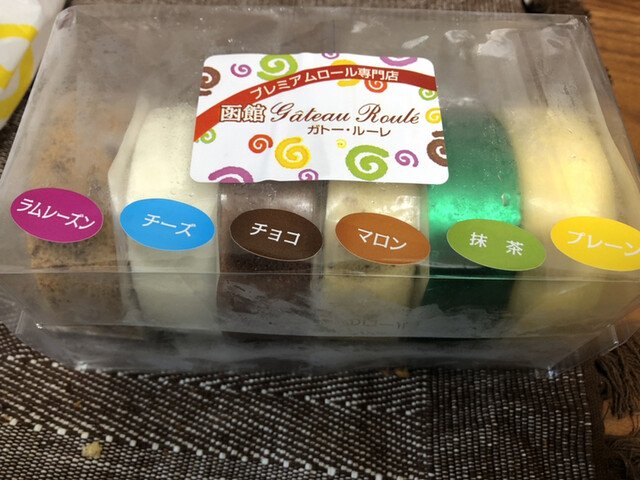 プレミアムロール専門店
函館 Gâteau Roulé
ガトー・ルーレ
ラムレーズン
チーズ
チョコ
マロン
抹茶
プレーン